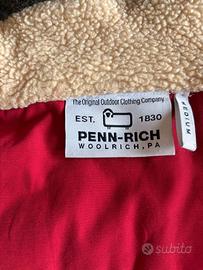 The Original Outdoor Clothing Company
EST. 1830
PENN-RICH
WOOLRICH, PA
MEDIUM
subito